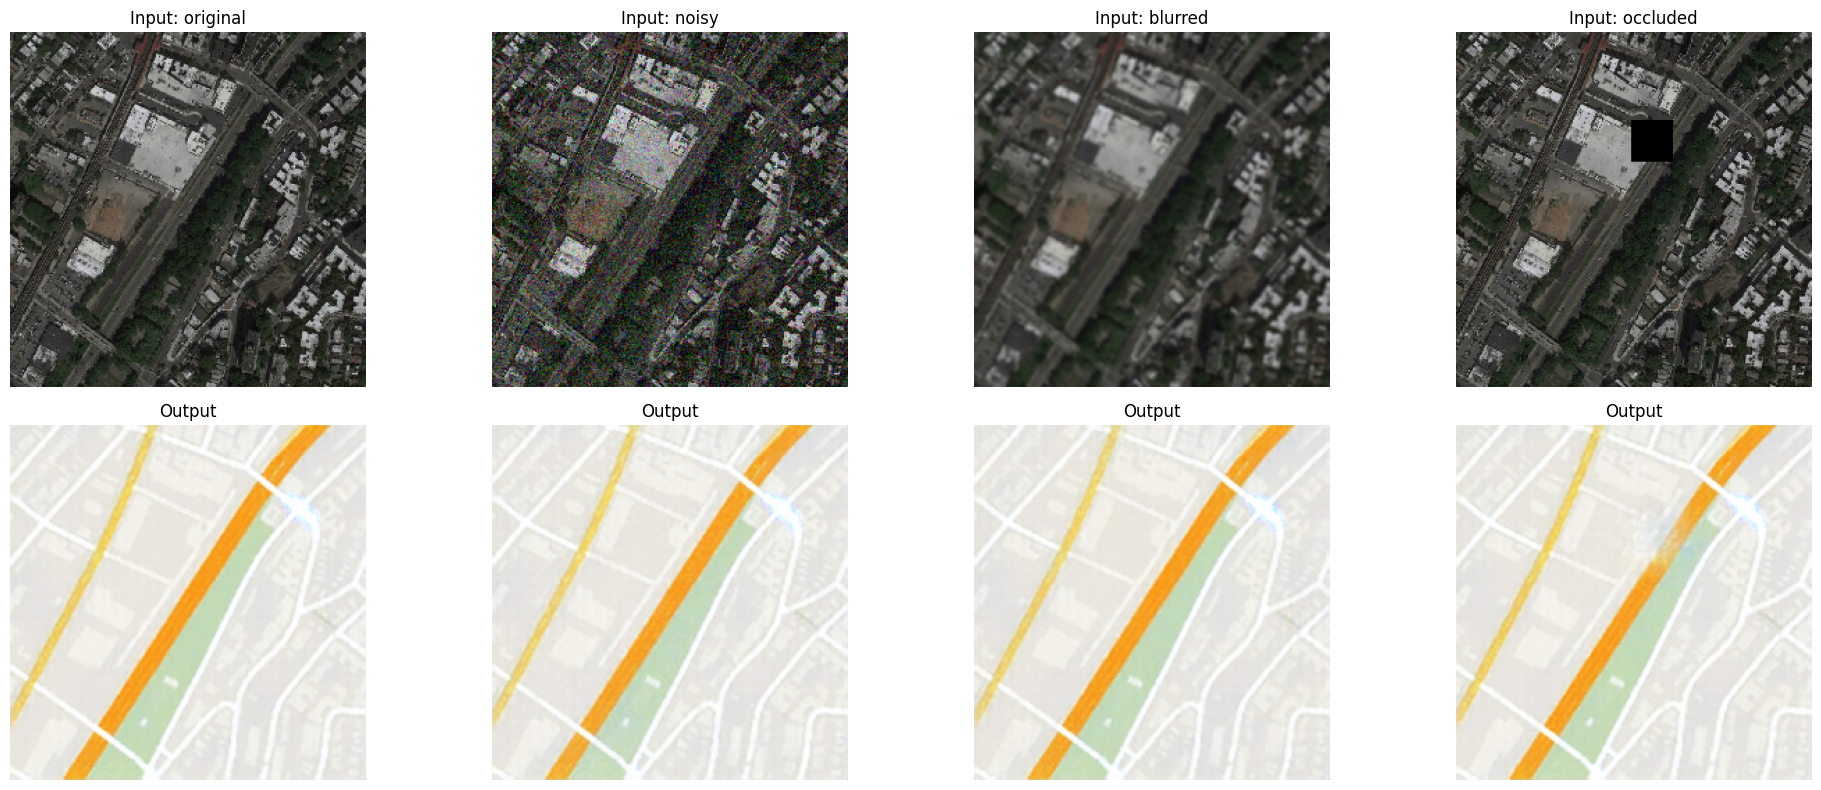 Input: original
Input: noisy
Input: blurred
Input: occluded
Output
Output
Output
Output